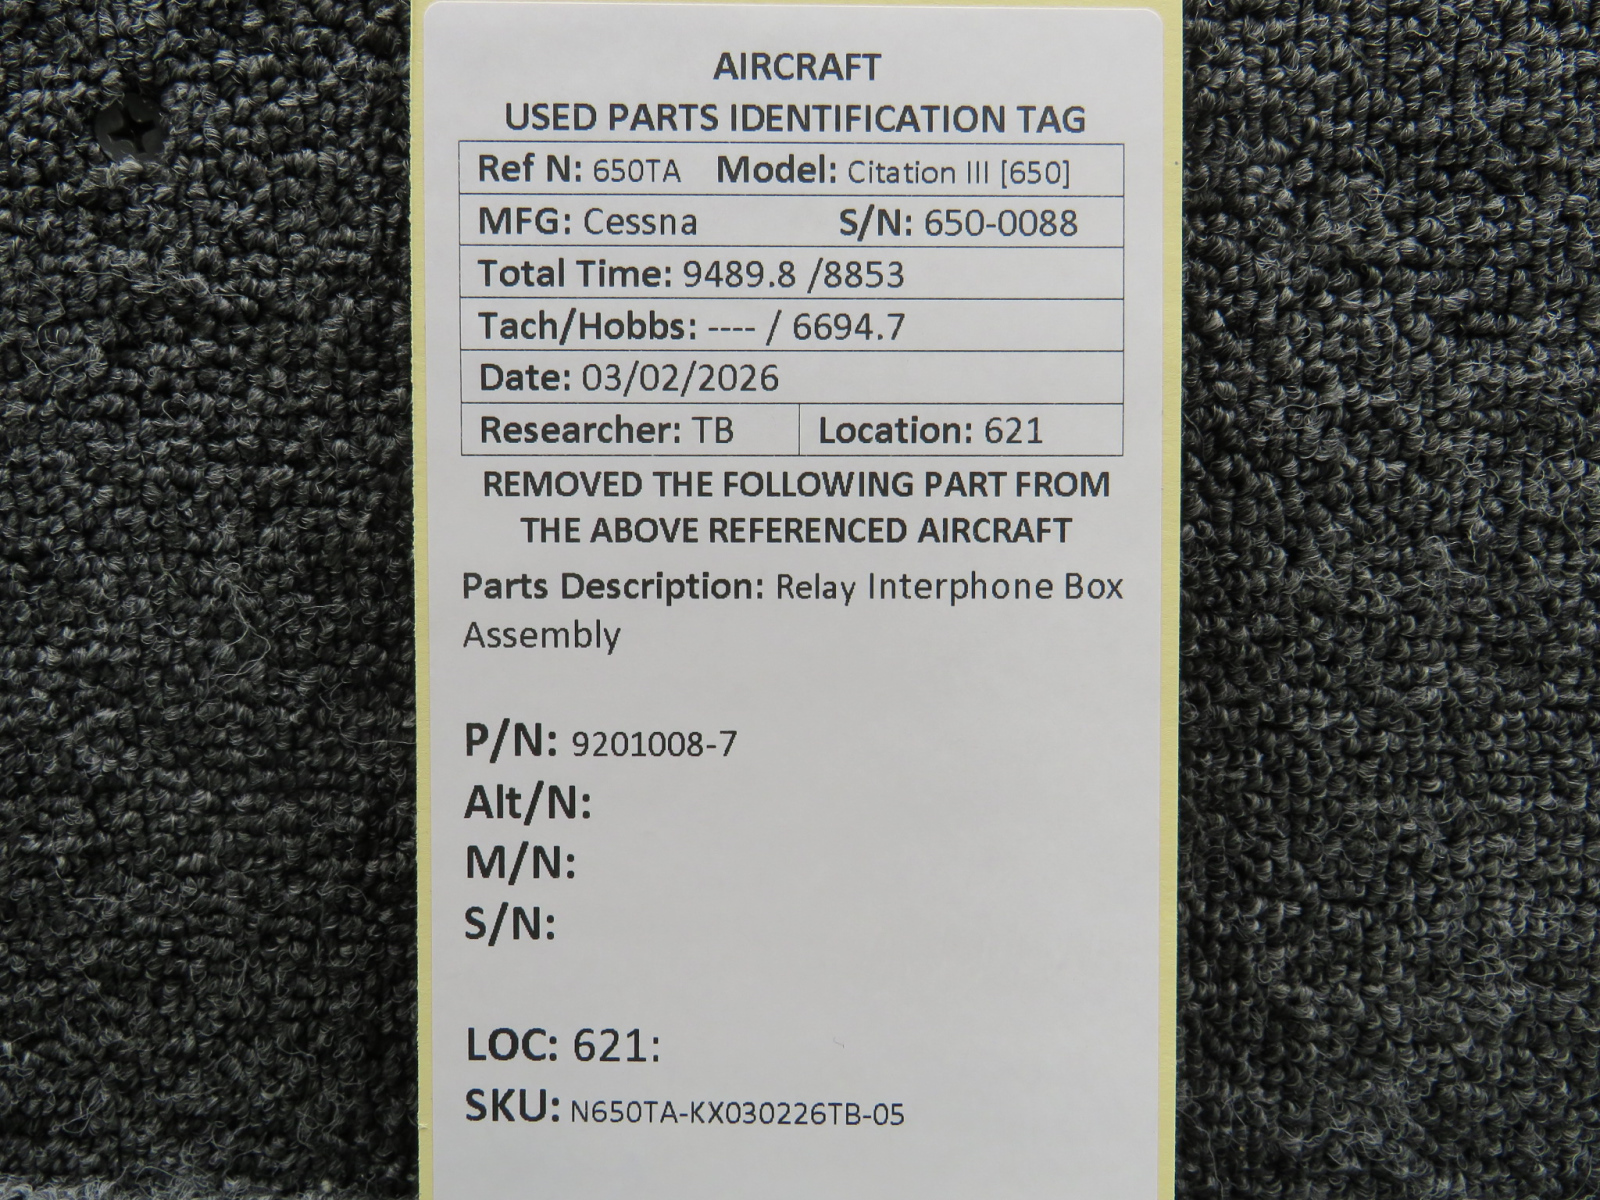 AIRCRAFT
USED PARTS IDENTIFICATION TAG
Ref N: 650TA Model: Citation III [650]
MFG: Cessna S/N: 650-0088
Total Time: 9489.8 /8853
Tach/Hobbs: ---- / 6694.7
Date: 03/02/2026
Researcher: TB Location: 621
REMOVED THE FOLLOWING PART FROM
THE ABOVE REFERENCED AIRCRAFT
Parts Description: Relay Interphone Box
Assembly
P/N: 9201008-7
Alt/N:
M/N:
S/N:
LOC: 621:
SKU: N650TA-KX030226TB-05